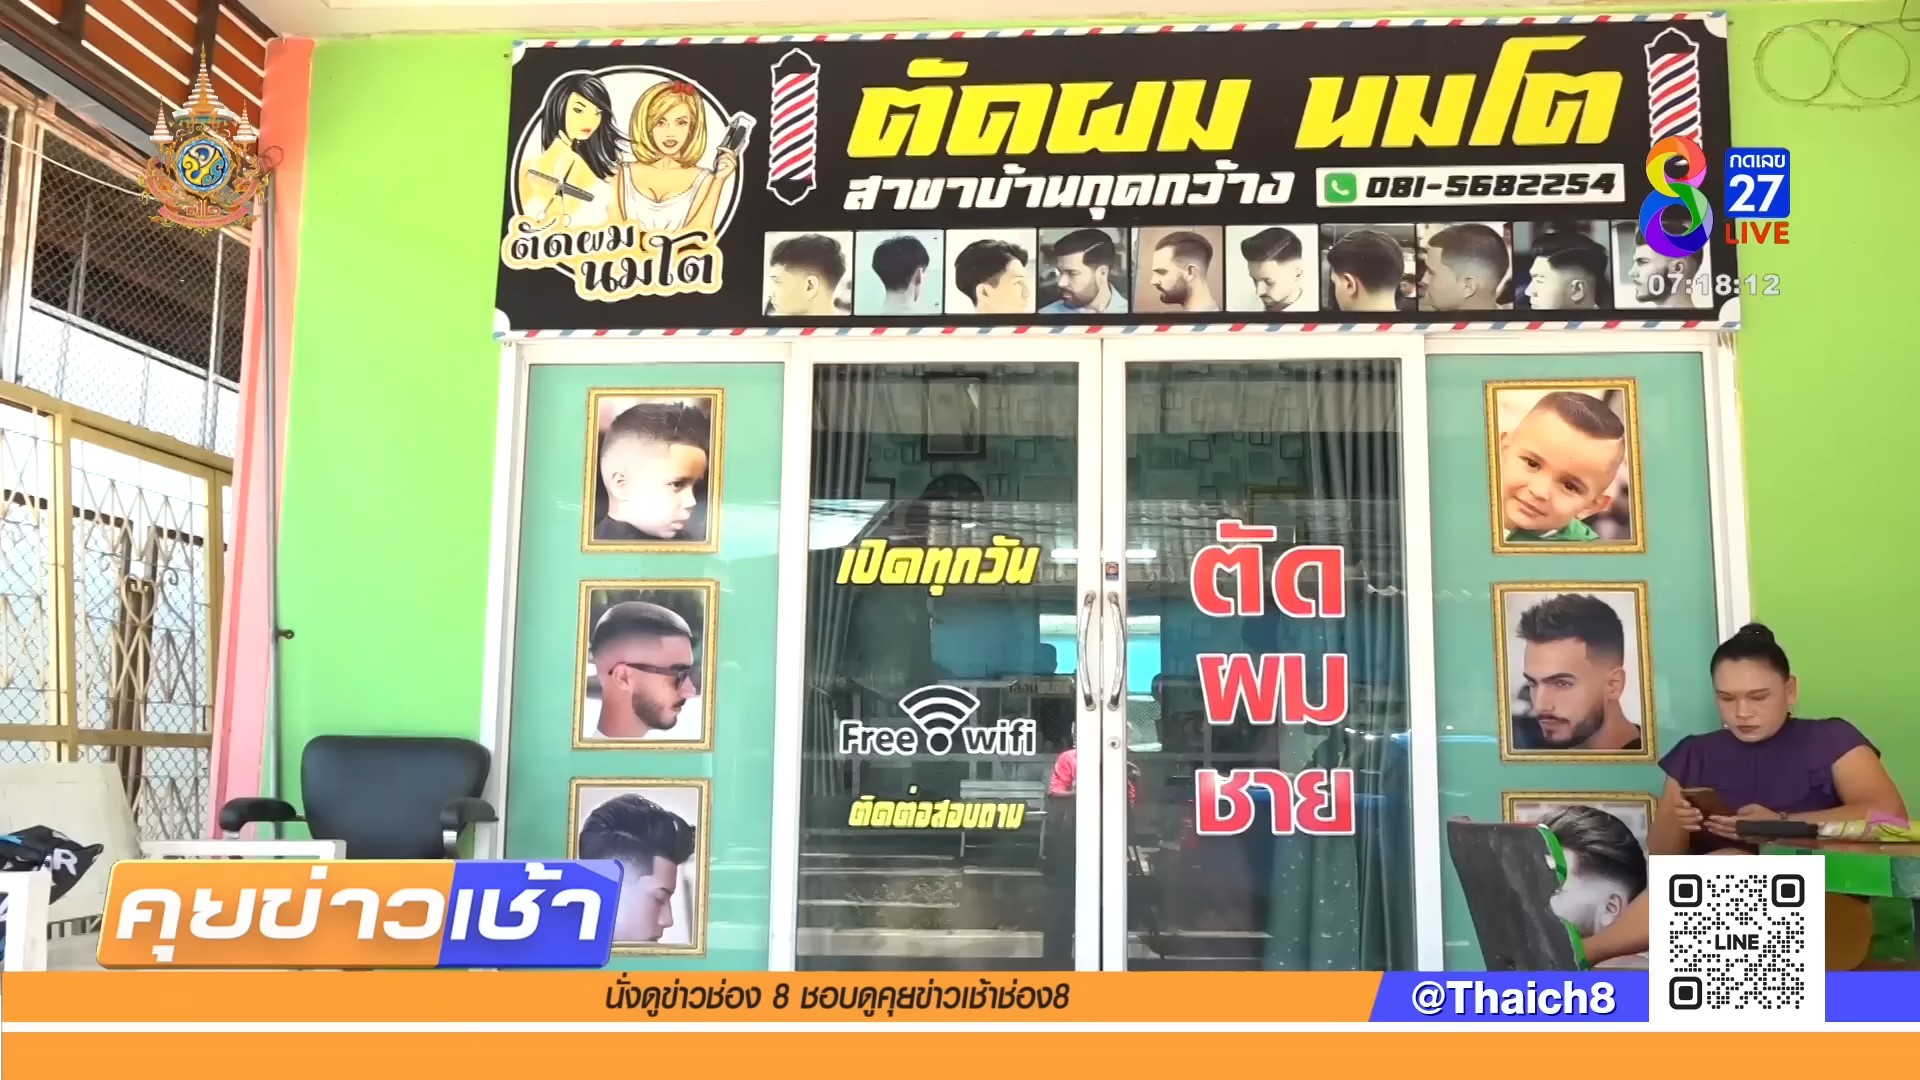 ตัดผม นมโต
สาขาบ้านกุดกว้าง
081-5682254
ตัดผม
นมโต
กดเลข
27
LIVE
07:18:12
เปิดทุกวัน
Free wifi
ติดต่อสอบถาม
ตัด
ผม
ชาย
คุยข่าวเช้า
นั่งดูข่าวช่อง 8 ชอบดูคุยข่าวเช้าช่อง8
@Thaich8
LINE